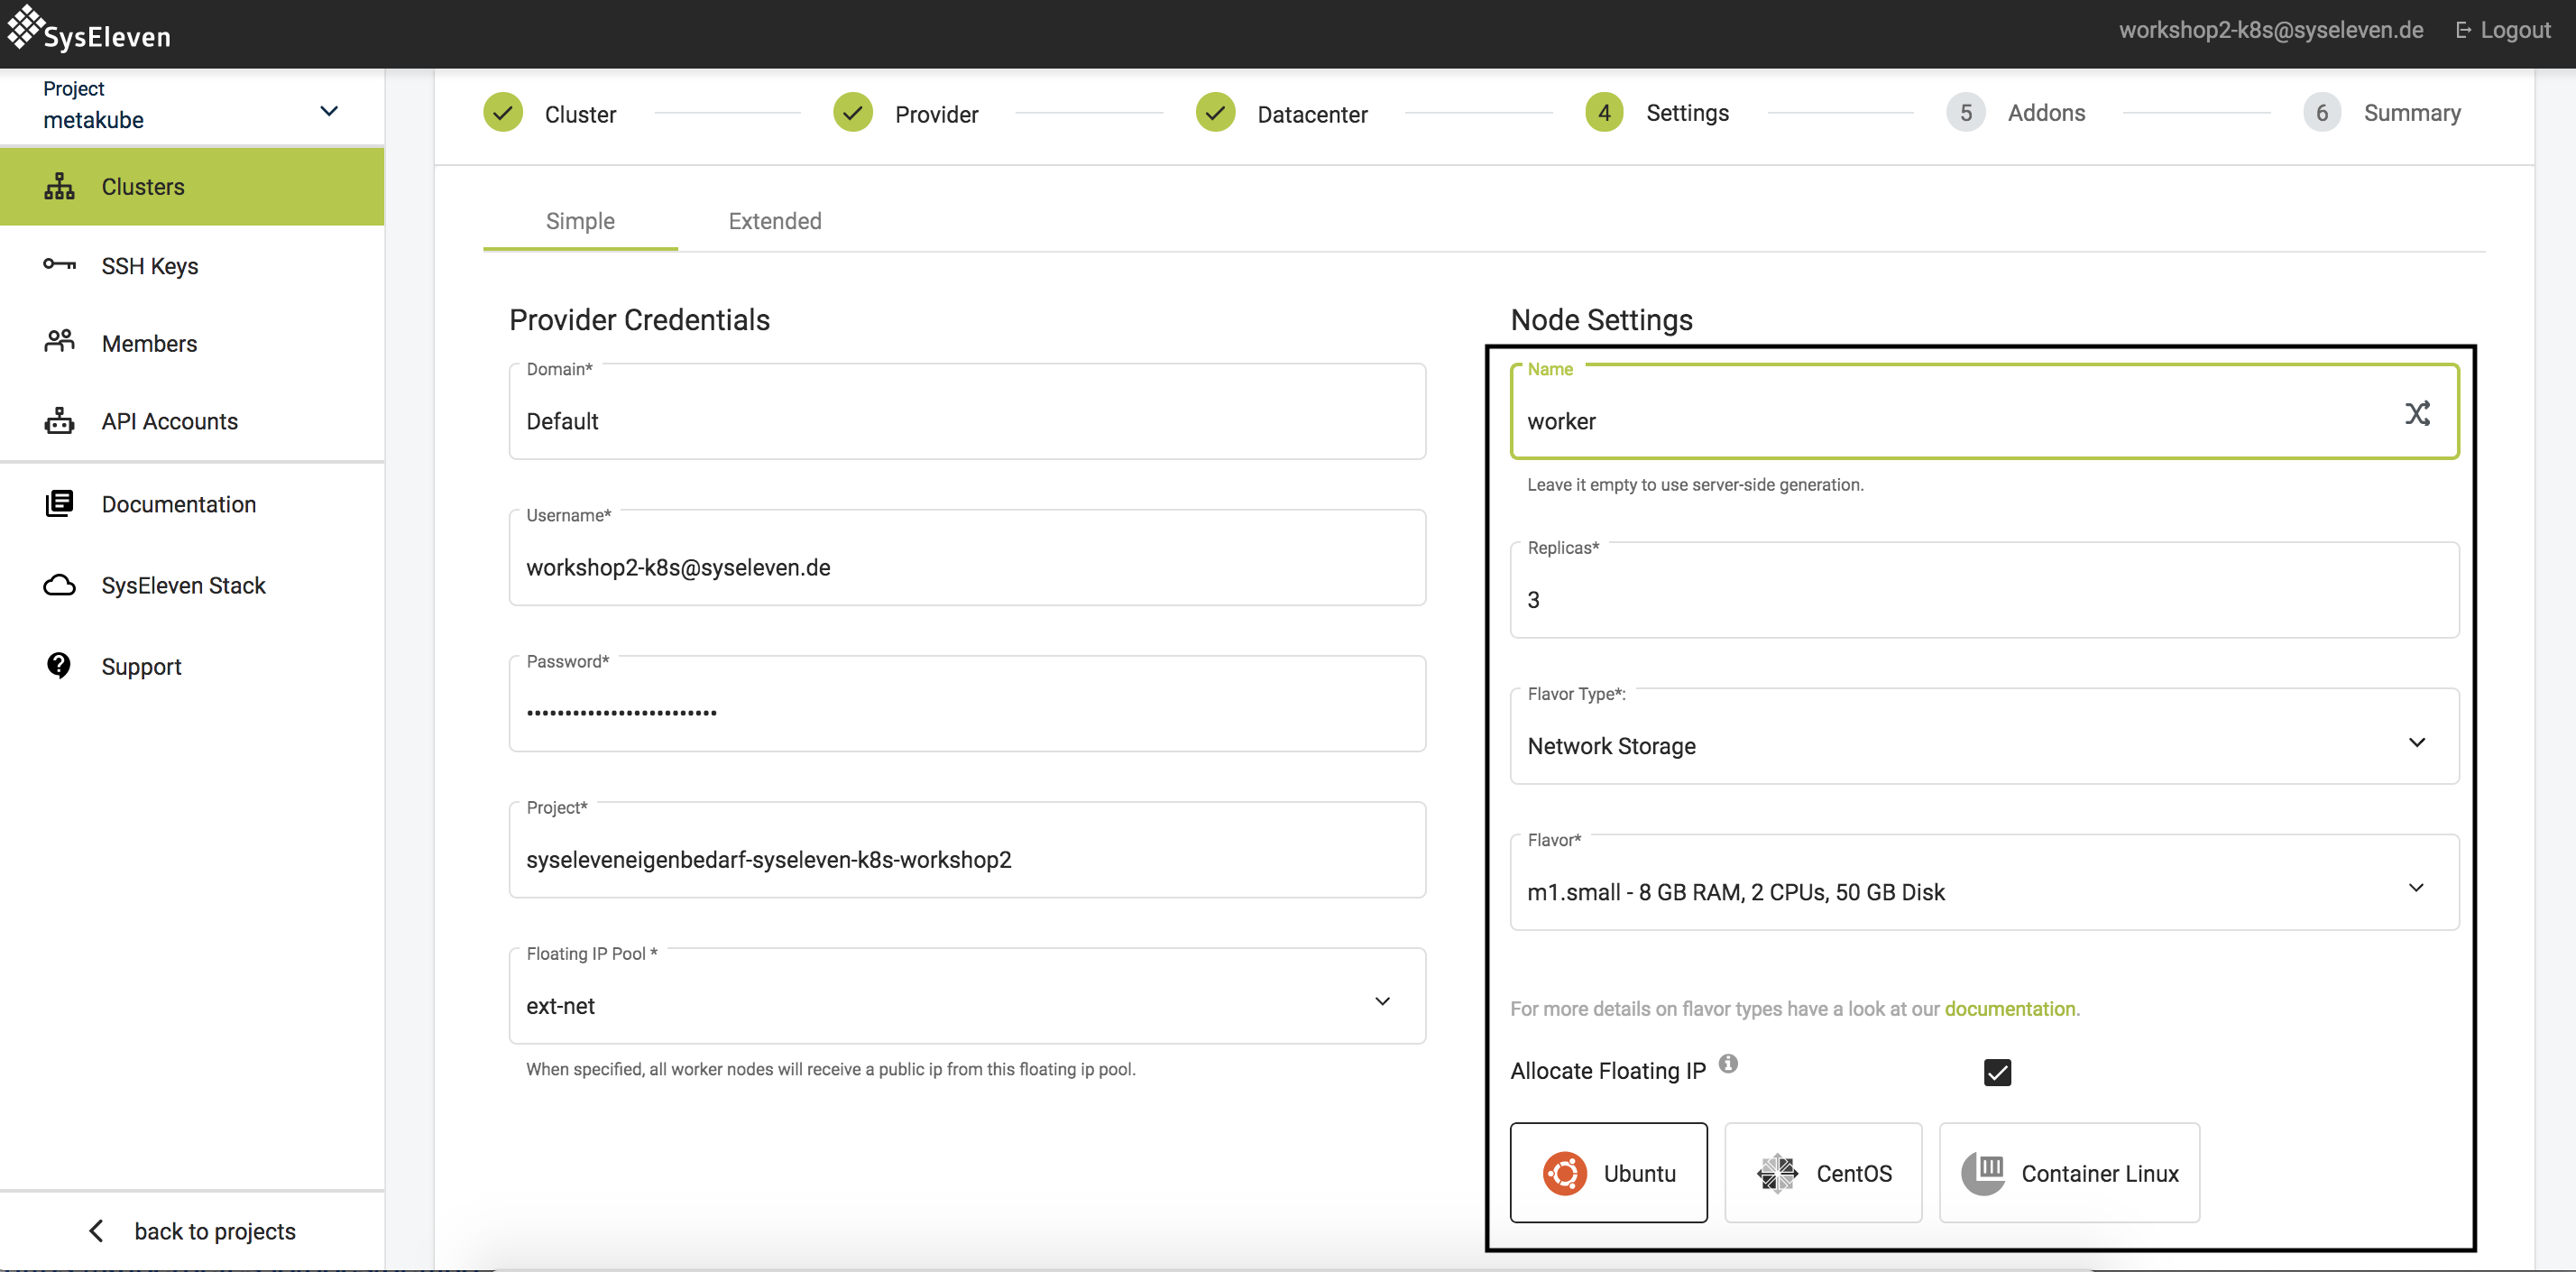 SysEleven
workshop2-k8s@syseleven.de
Logout
Project
metakube
Clusters
SSH Keys
Members
API Accounts
Documentation
SysEleven Stack
Support
back to projects
Cluster
Provider
Datacenter
4 Settings
5 Addons
6 Summary
Simple
Extended
Provider Credentials
Domain*
Default
Username*
workshop2-k8s@syseleven.de
Password*
••••••••••••••••••••••••••
Project*
syseleveneigenbedarf-syseleven-k8s-workshop2
Floating IP Pool *
ext-net
When specified, all worker nodes will receive a public ip from this floating ip pool.
Node Settings
Name
worker
Leave it empty to use server-side generation.
Replicas*
3
Flavor Type*:
Network Storage
Flavor*
m1.small - 8 GB RAM, 2 CPUs, 50 GB Disk
For more details on flavor types have a look at our documentation.
Allocate Floating IP
Ubuntu
CentOS
Container Linux